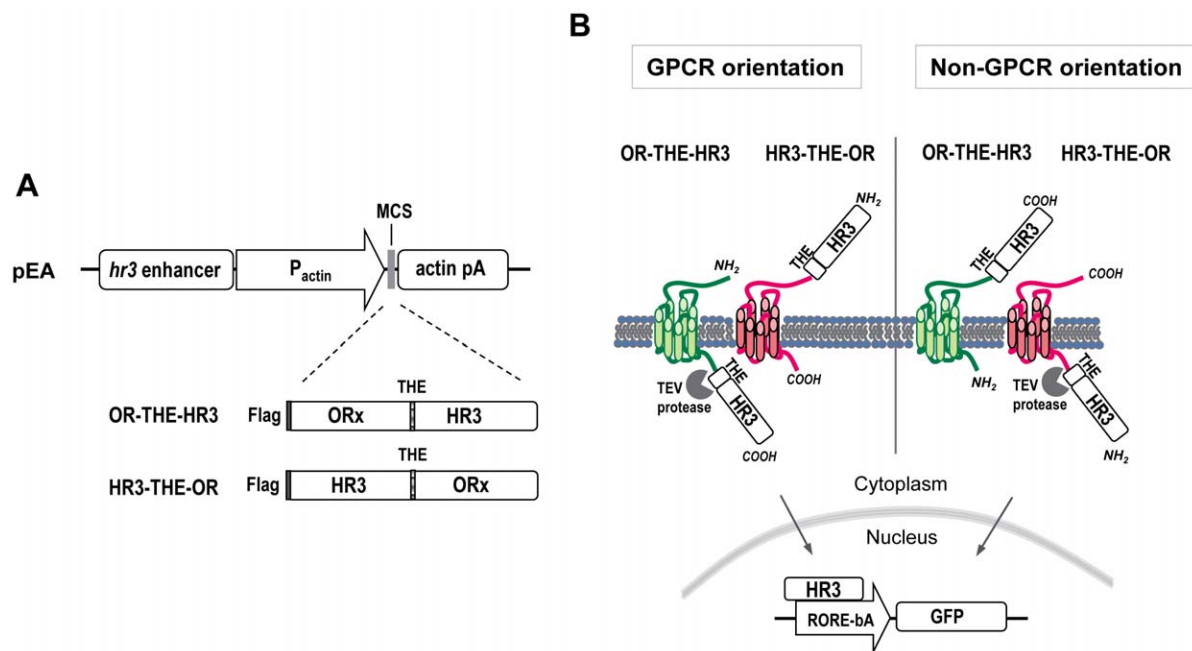 A
MCS
pEA
hr3 enhancer
Pactin
actin pA
THE
OR-THE-HR3
Flag
ORx
HR3
THE
HR3-THE-OR
Flag
HR3
ORx
B
GPCR orientation
Non-GPCR orientation
OR-THE-HR3
HR3-THE-OR
OR-THE-HR3
HR3-THE-OR
NH2
THE
HR3
NH2
COOH
THE
HR3
COOH
TEV
protease
THE
HR3
COOH
COOH
NH2
TEV
protease
THE
HR3
NH2
Cytoplasm
Nucleus
HR3
RORE-bA
GFP